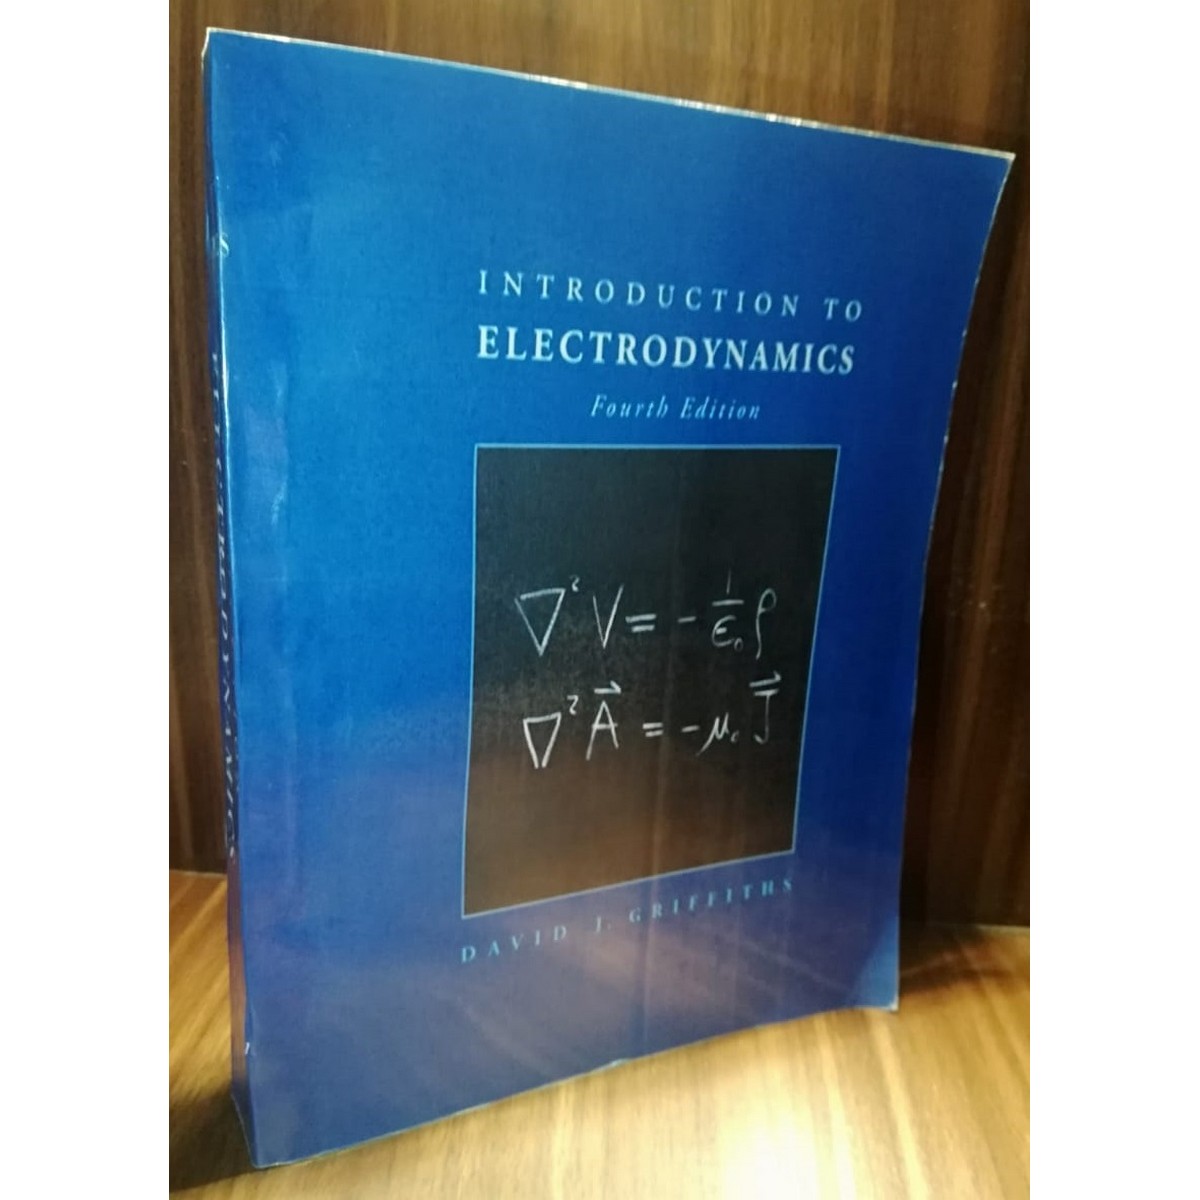 INTRODUCTION TO
ELECTRODYNAMICS
Fourth Edition
∇²V = - 1/ε₀ ρ
∇²A⃗ = -μ₀ J⃗
DAVID J. GRIFFITHS